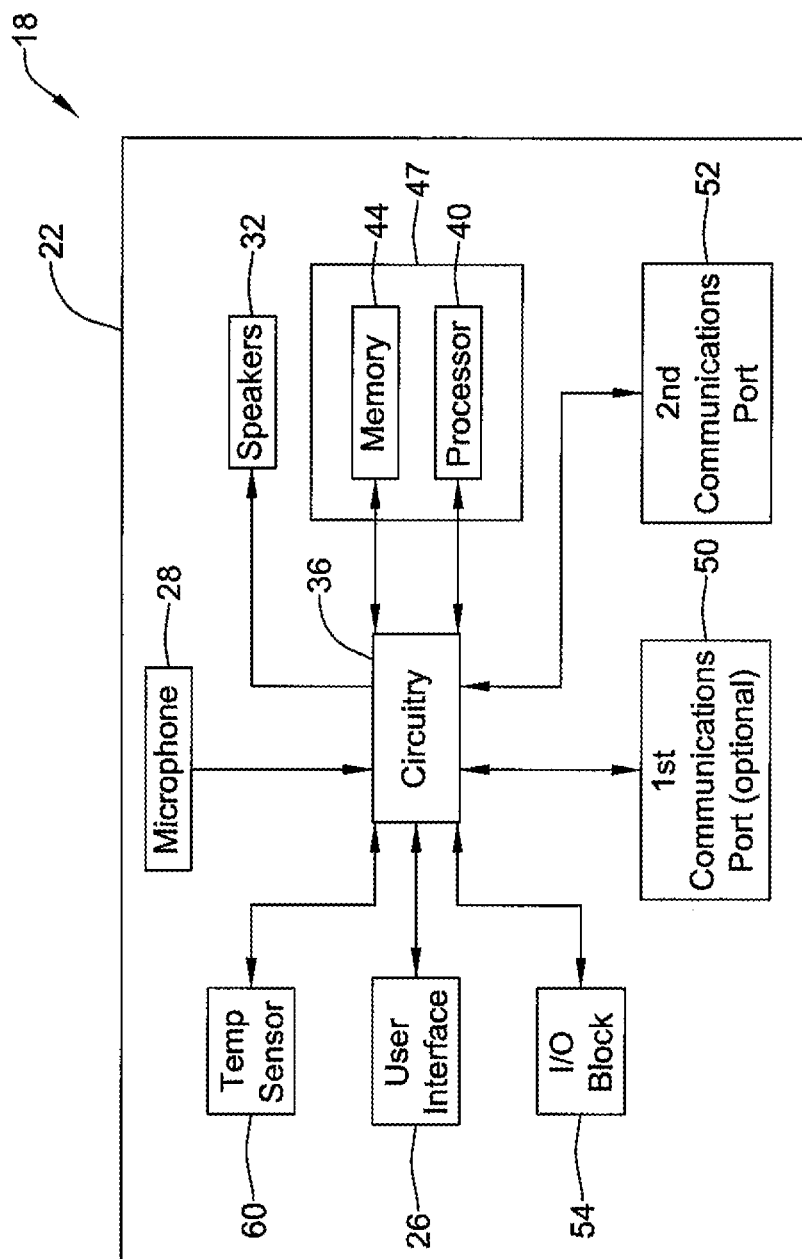 18
22
Microphone
28
Speakers
32
Temp
Sensor
60
36
Memory
44
47
User
Interface
26
Circuitry
Processor
40
I/O
Block
54
1st
Communications
Port (optional)
50
2nd
Communications
Port
52